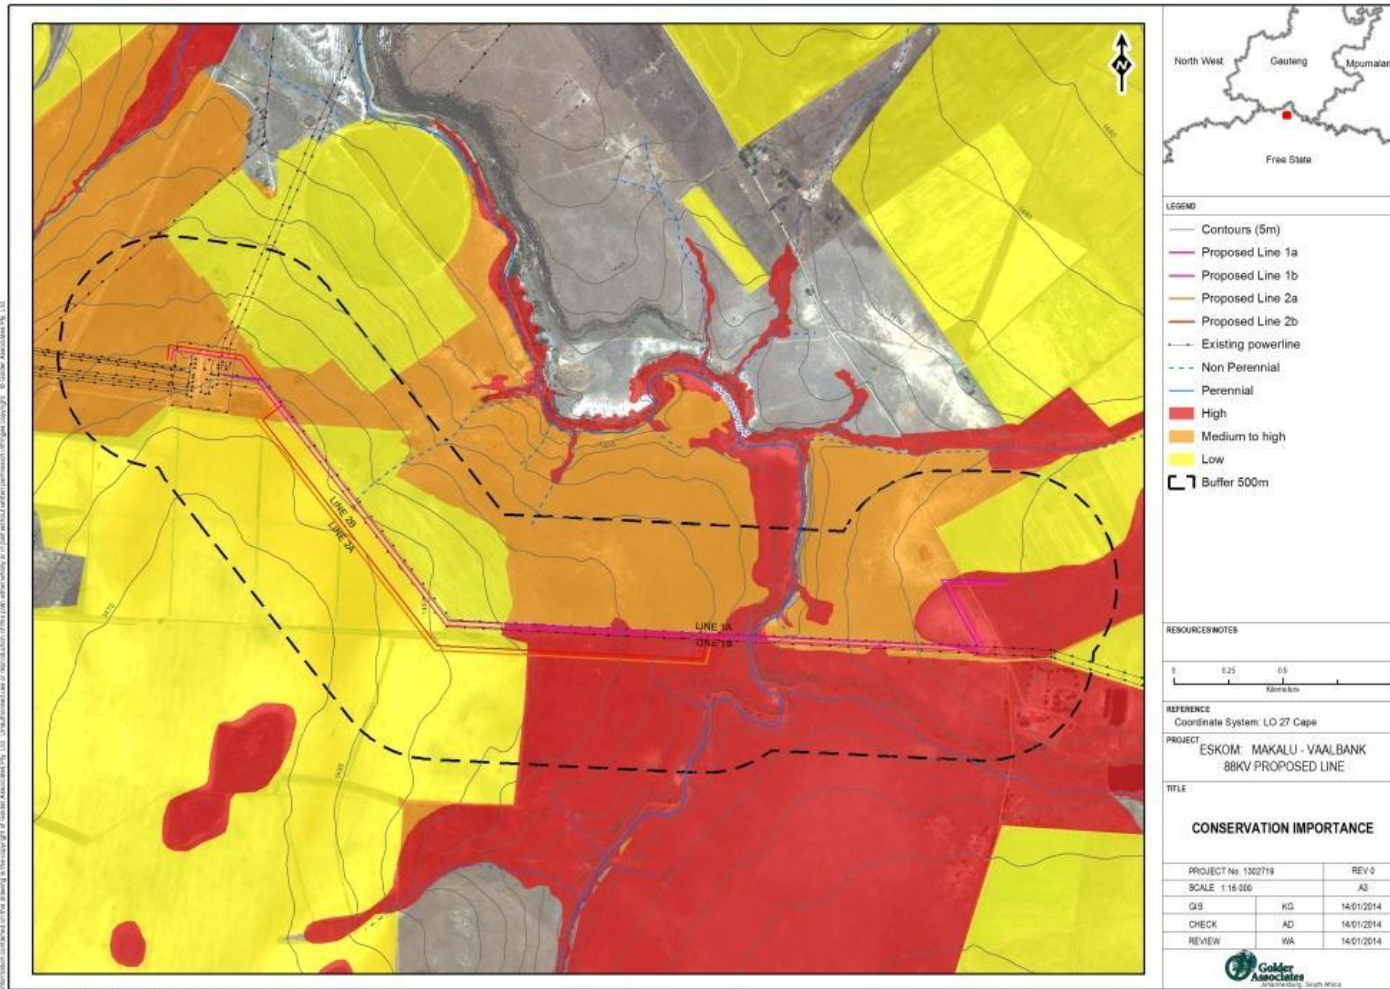 North West
Gauteng
Free State
LEGEND
Contours (5m)
Proposed Line 1a
Proposed Line 1b
Proposed Line 2a
Proposed Line 2b
Existing powerline
Non Perennial
Perennial
High
Medium to high
Low
Buffer 500m
N
LINE 2B
LINE 2A
LINE 1A
LINE 1B
1470
RESOURCES\NOTES
0.25
Kilometers
REFERENCE
Coordinate System: LO 27 Cape
PROJECT
ESKOM: MAKALU - VAALBANK
88KV PROPOSED LINE
TITLE
CONSERVATION IMPORTANCE
PROJECT No. 1302719 REV 0
SCALE 1:16 000 A3
GIS KG 14/01/2014
CHECK AD 14/01/2014
REVIEW WA 14/01/2014
Golder
Associates
Johannesburg, South Africa